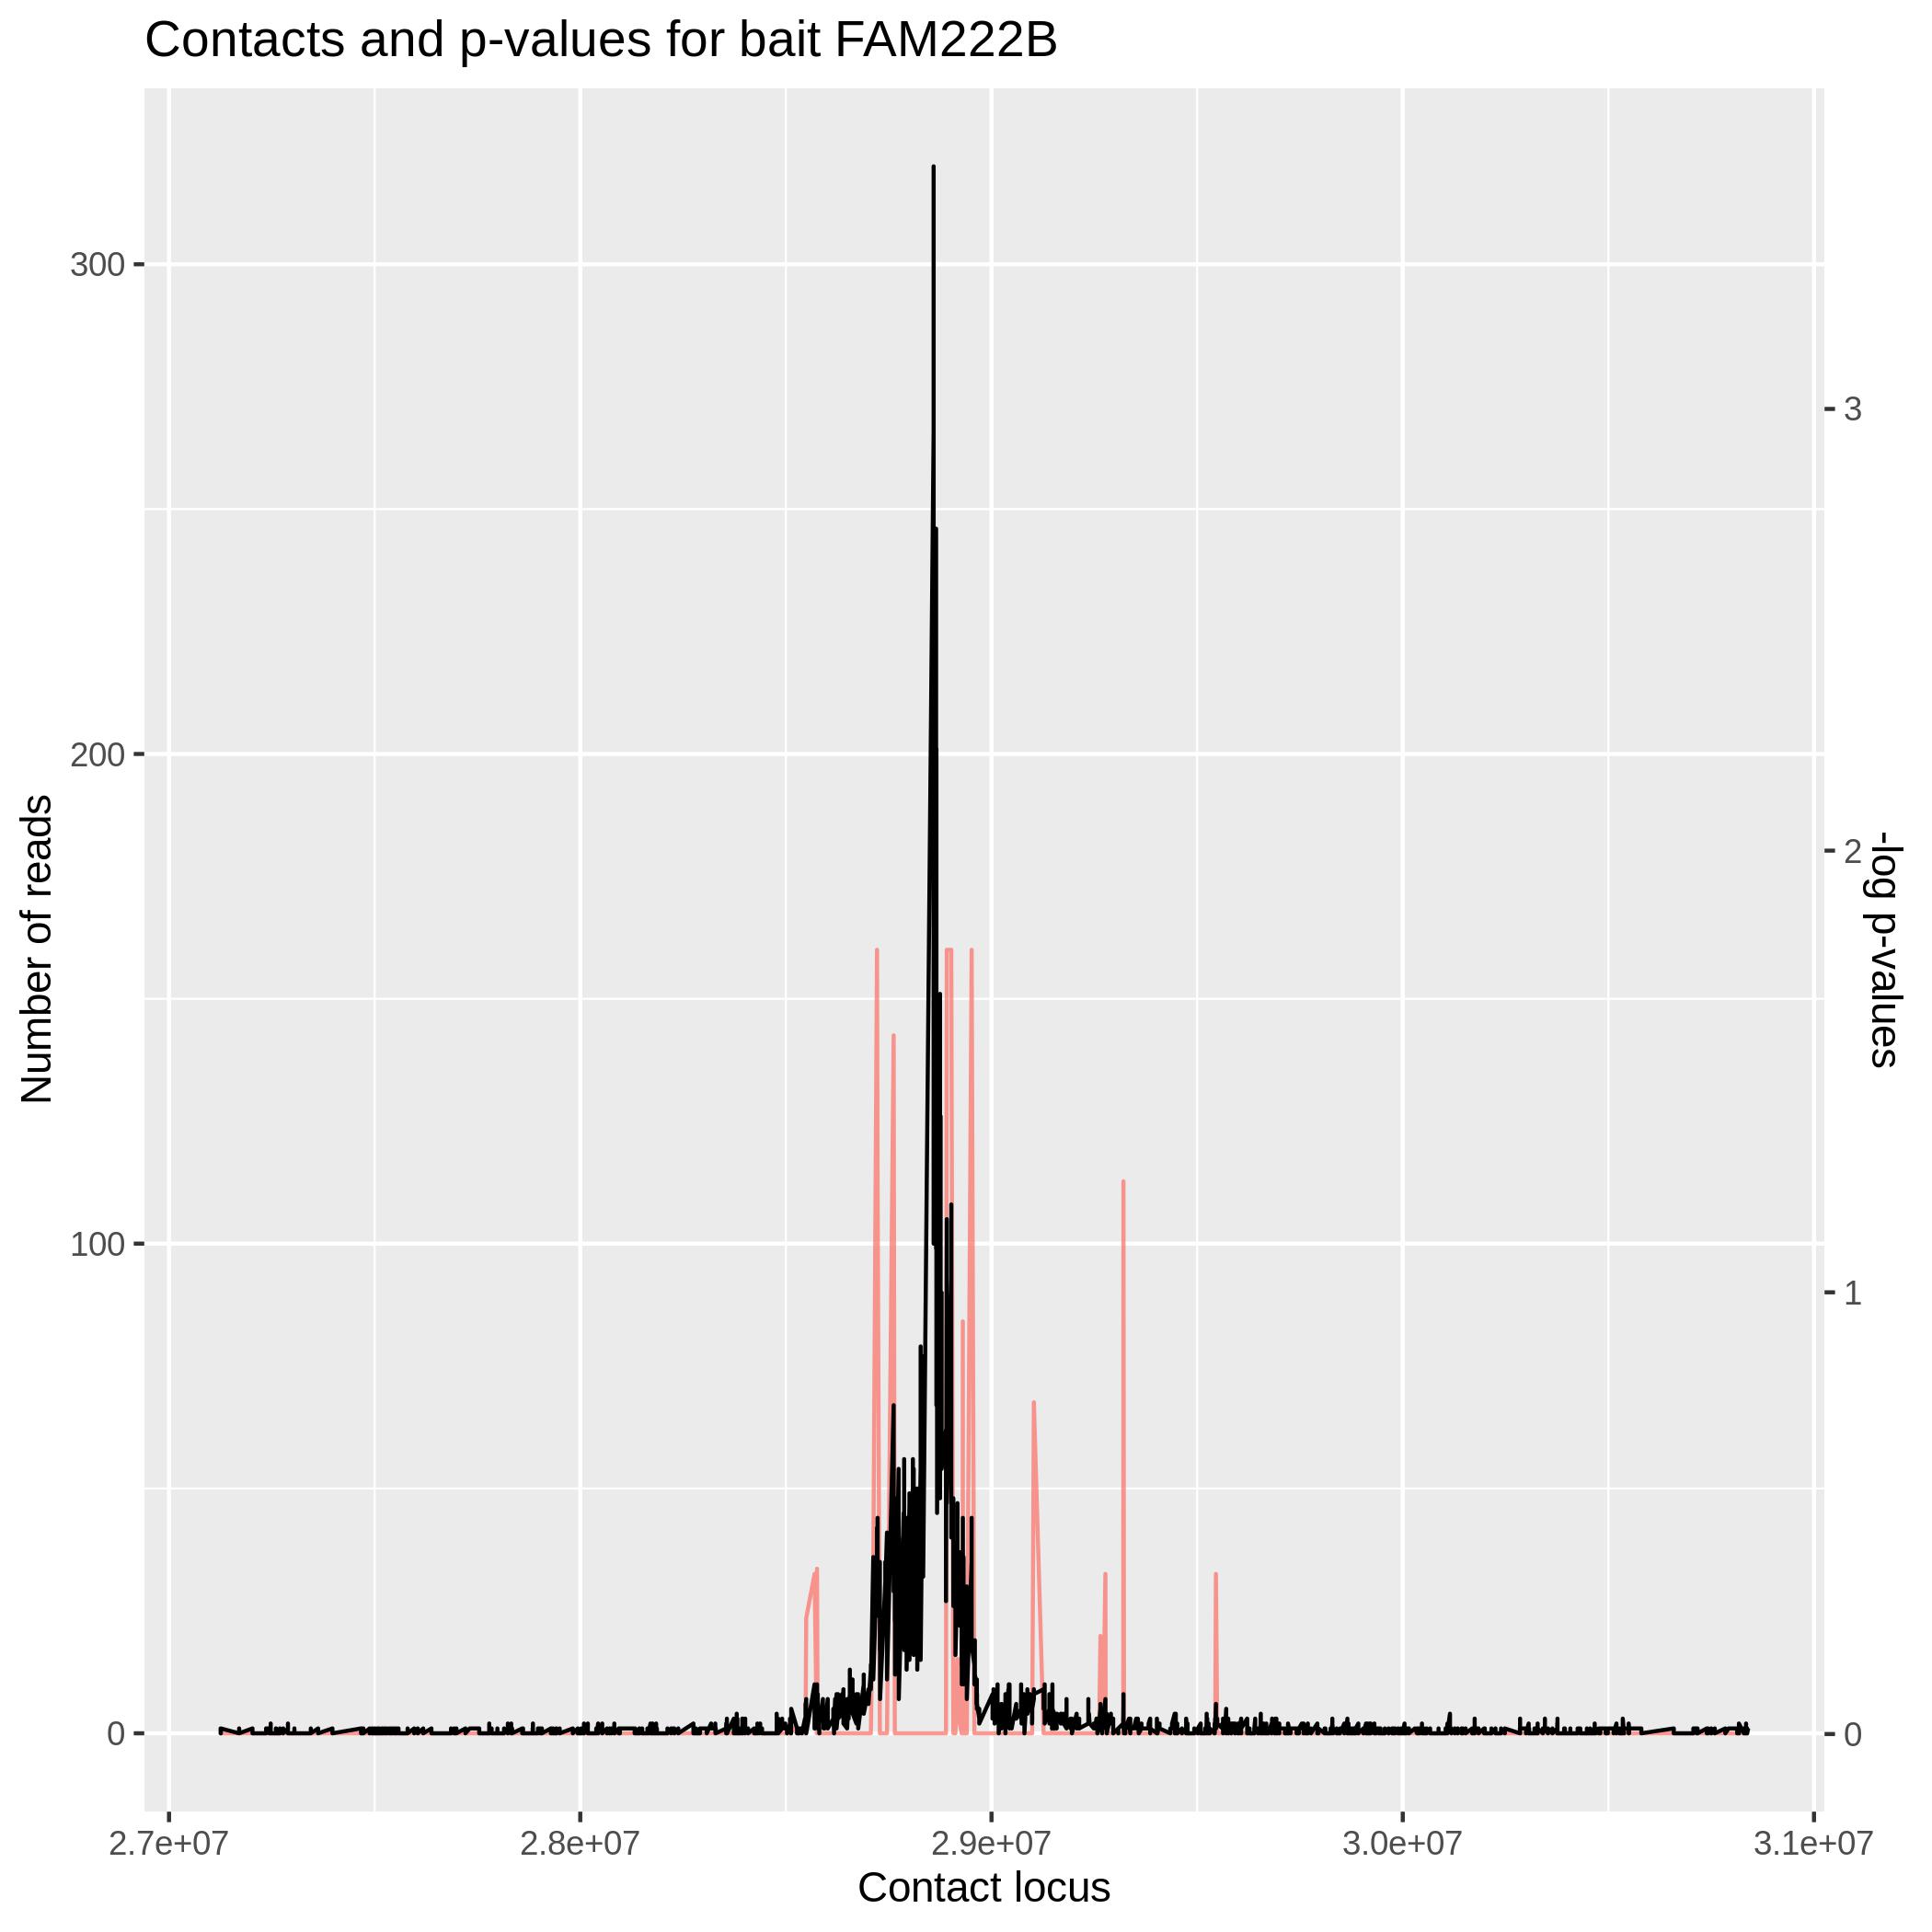 Contacts and p-values for bait FAM222B
Number of reads
300
200
100
0
3
2
1
0
-log p-values
2.7e+07 2.8e+07 2.9e+07 3.0e+07 3.1e+07
Contact locus